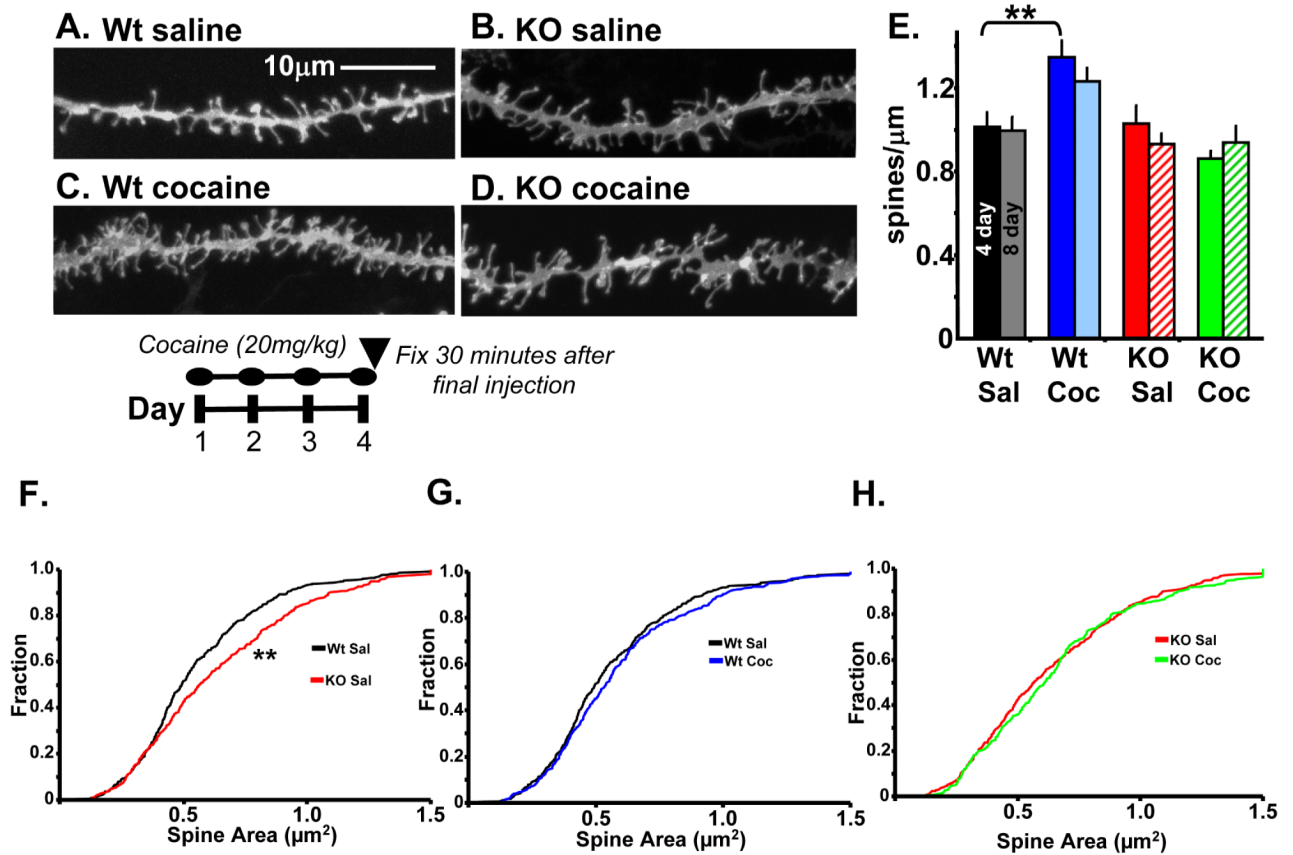 A. Wt saline
10μm
B. KO saline
C. Wt cocaine
D. KO cocaine
Cocaine (20mg/kg)
Fix 30 minutes after
final injection
Day
1 2 3 4
E.
**
spines/μm
1.2
0.8
0.4
0
4 day
8 day
Wt Wt KO KO
Sal Coc Sal Coc
F.
Fraction
1.0
0.8
0.6
0.4
0.2
0
Wt Sal
**
KO Sal
0.5 1.0 1.5
Spine Area (μm²)
G.
Fraction
1.0
0.8
0.6
0.4
0.2
0
Wt Sal
Wt Coc
0.5 1.0 1.5
Spine Area (μm²)
H.
Fraction
1.0
0.8
0.6
0.4
0.2
0
KO Sal
KO Coc
0.5 1.0 1.5
Spine Area (μm²)